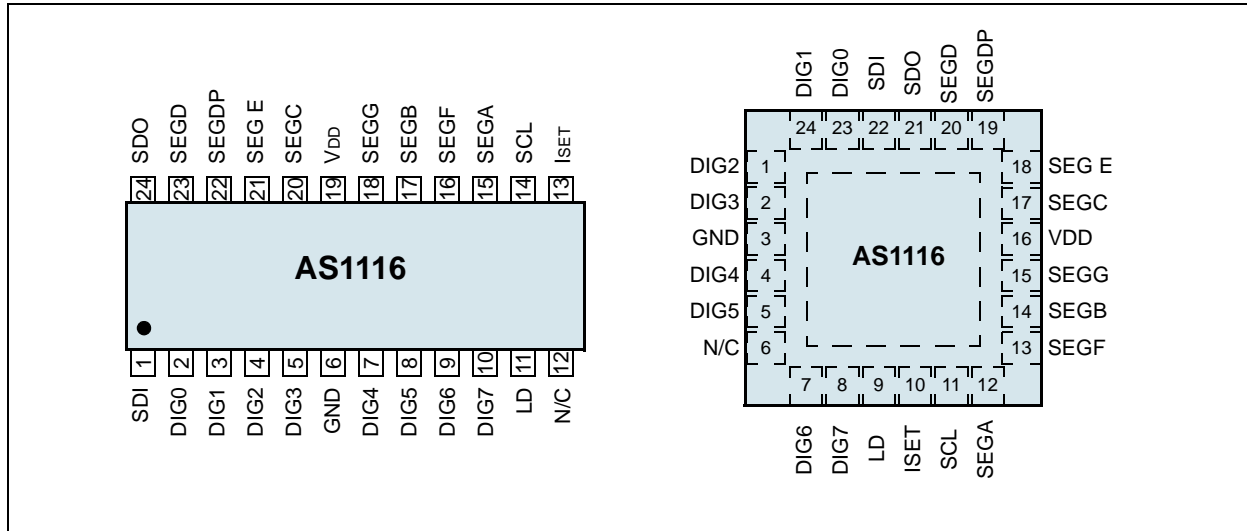 SDO SEGD SEGDP SEG E SEGC VDD SEGG SEGB SEGF SEGA SCL ISET
24 23 22 21 20 19 18 17 16 15 14 13
AS1116
1 2 3 4 5 6 7 8 9 10 11 12
SDI DIG0 DIG1 DIG2 DIG3 GND DIG4 DIG5 DIG6 DIG7 LD N/C
DIG1 DIG0 SDI SDO SEGD SEGDP
24 23 22 21 20 19
DIG2 1 18 SEG E
DIG3 2 17 SEGC
GND 3 16 VDD
AS1116
DIG4 4 15 SEGG
DIG5 5 14 SEGB
N/C 6 13 SEGF
7 8 9 10 11 12
DIG6 DIG7 LD ISET SCL SEGA